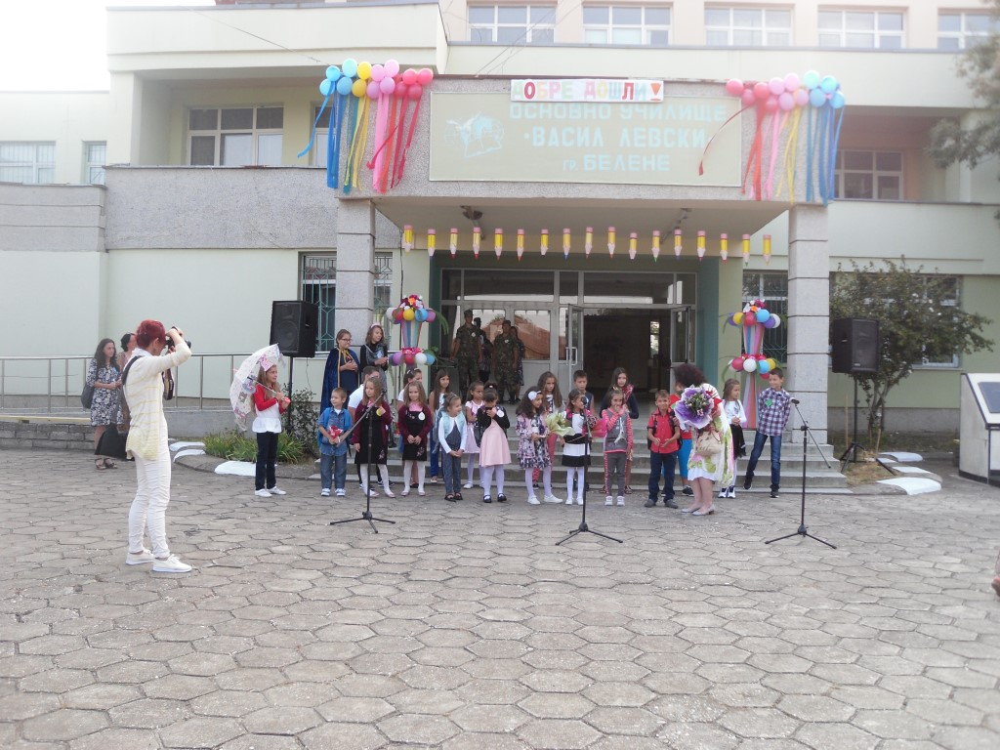 ДОБРЕ ДОШЛИ
ОСНОВНО УЧИЛИЩЕ
"ВАСИЛ ЛЕВСКИ"
ГР. БЕЛЕНЕ